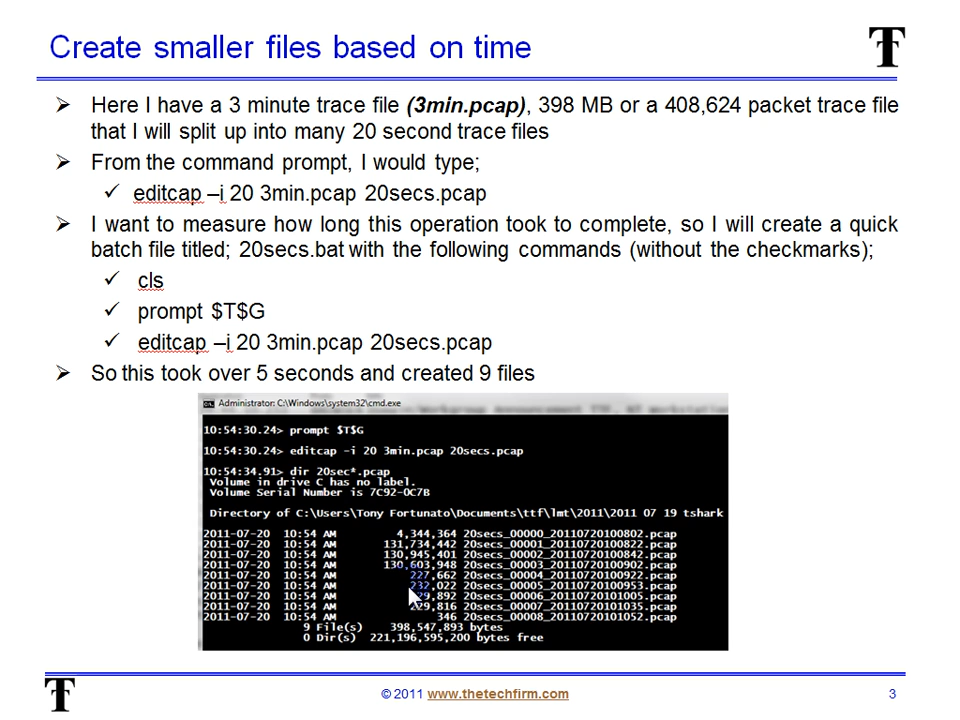 Create smaller files based on time
Here I have a 3 minute trace file (3min.pcap), 398 MB or a 408,624 packet trace file
that I will split up into many 20 second trace files
From the command prompt, I would type;
editcap –i 20 3min.pcap 20secs.pcap
I want to measure how long this operation took to complete, so I will create a quick
batch file titled; 20secs.bat with the following commands (without the checkmarks);
cls
prompt $T$G
editcap –i 20 3min.pcap 20secs.pcap
So this took over 5 seconds and created 9 files
Administrator: C:\Windows\system32\cmd.exe
10:54:30.24> prompt $T$G
10:54:30.24> editcap -i 20 3min.pcap 20secs.pcap
10:54:34.91> dir 20sec*.pcap
Volume in drive C has no label.
Volume Serial Number is 7C92-0C7B
Directory of C:\Users\Tony Fortunato\Documents\ttf\lmt\2011\2011 07 19 tshark
2011-07-20 10:54 AM 4,344,364 20secs_00000_20110720100802.pcap
2011-07-20 10:54 AM 131,734,442 20secs_00001_20110720100822.pcap
2011-07-20 10:54 AM 130,945,401 20secs_00002_20110720100842.pcap
2011-07-20 10:54 AM 130,603,948 20secs_00003_20110720100902.pcap
2011-07-20 10:54 AM 227,662 20secs_00004_20110720100922.pcap
2011-07-20 10:54 AM 232,022 20secs_00005_20110720100953.pcap
2011-07-20 10:54 AM 20secs_00006_20110720101005.pcap
2011-07-20 10:54 AM 20secs_00007_20110720101035.pcap
2011-07-20 10:54 AM 346 20secs_00008_20110720101052.pcap
9 File(s) 398,547,893 bytes
0 Dir(s) 221,196,595,200 bytes free
© 2011 www.thetechfirm.com
3